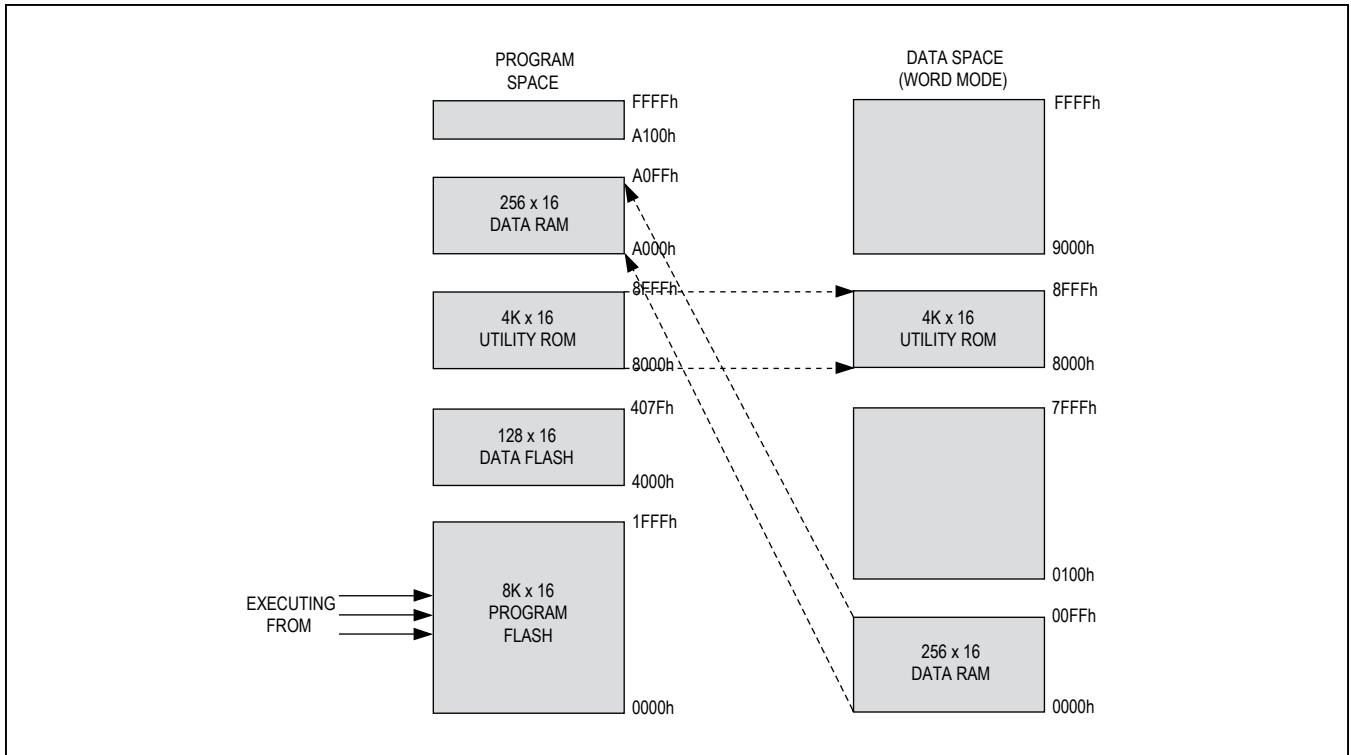 PROGRAM
SPACE
FFFFh
A100h
A0FFh
256 x 16
DATA RAM
A000h
8FFFh
4K x 16
UTILITY ROM
8000h
407Fh
128 x 16
DATA FLASH
4000h
1FFFh
8K x 16
PROGRAM
FLASH
0000h
EXECUTING
FROM
DATA SPACE
(WORD MODE)
FFFFh
9000h
8FFFh
4K x 16
UTILITY ROM
8000h
7FFFh
0100h
00FFh
256 x 16
DATA RAM
0000h